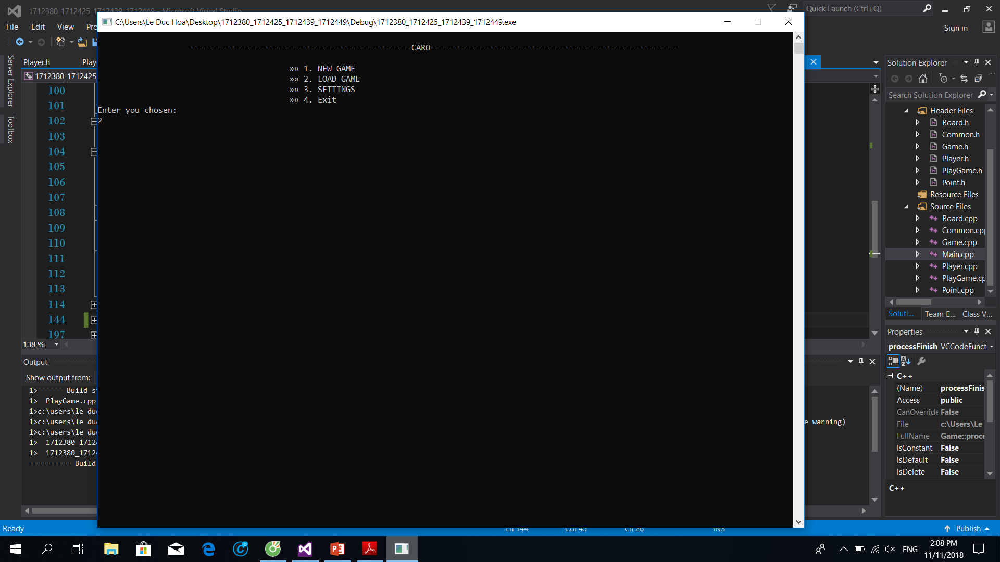 1712380_1712425_1712439_1712449 - Microsoft Visual Studio
Quick Launch (Ctrl+Q)
File Edit View
Sign in
C:\Users\Le Duc Hoa\Desktop\1712380_1712425_1712439_1712449\Debug\1712380_1712425_1712439_1712449.exe
------------------------------------------------CARO-----------------------------------------------------
»» 1. NEW GAME
»» 2. LOAD GAME
»» 3. SETTINGS
»» 4. Exit
Enter you chosen:
2
Server Explorer
Toolbox
Player.h
1712380_1712425
100
101
102
103
104
105
106
107
108
109
110
111
112
113
114
144
197
138 %
Output
Show output from:
1>------ Build
1> PlayGame.cpp
1>c:\users\le
1>c:\users\le
1>c:\users\le
e warning)
1> 1712380_1712
1> 1712380_1712
========== Build
Solution Explorer
Search Solution Explorer
Header Files
Board.h
Common.h
Game.h
Player.h
PlayGame.h
Point.h
Resource Files
Source Files
Board.cpp
Common.cpp
Game.cpp
Main.cpp
Player.cpp
PlayGame.cp
Point.cpp
Soluti... Team E... Class V...
Properties
processFinish VCCodeFunct
C++
(Name) processFinis
Access public
CanOverride False
File c:\Users\Le
FullName Game::proce
IsConstant False
IsDefault False
IsDelete False
C++
Ready
Ln 144 Col 45 Ch 26 INS
Publish
ENG
2:08 PM
11/11/2018